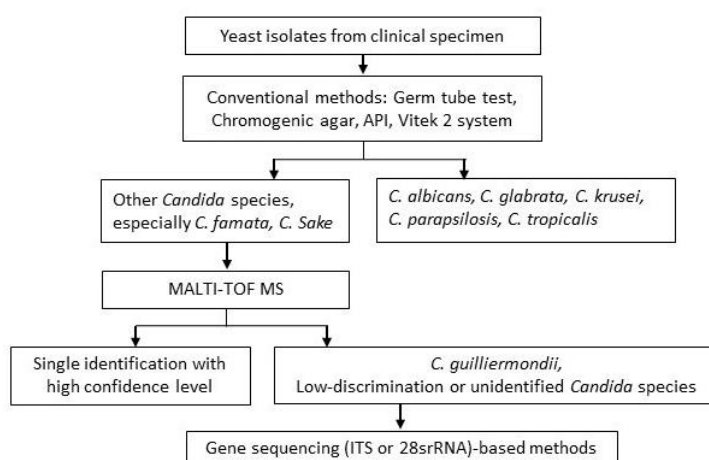 Yeast isolates from clinical specimen
Conventional methods: Germ tube test,
Chromogenic agar, API, Vitek 2 system
Other Candida species,
especially C. famata, C. Sake
C. albicans, C. glabrata, C. krusei,
C. parapsilosis, C. tropicalis
MALTI-TOF MS
Single identification with
high confidence level
C. guilliermondii,
Low-discrimination or unidentified Candida species
Gene sequencing (ITS or 28srRNA)-based methods